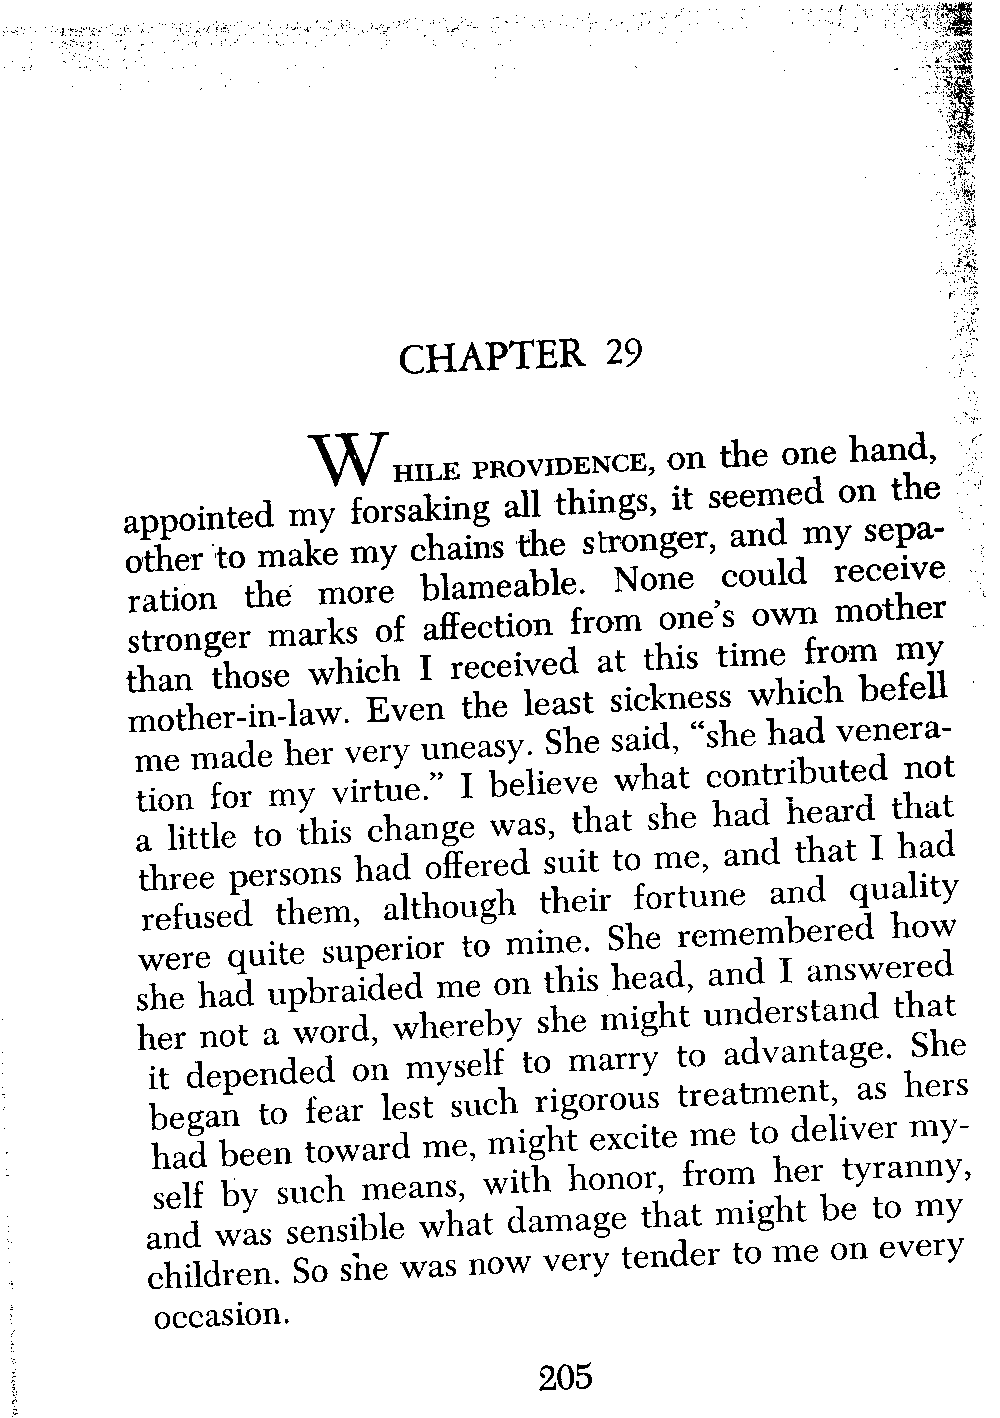 CHAPTER 29
WHILE PROVIDENCE, on the one hand,
appointed my forsaking all things, it seemed on the
other to make my chains the stronger, and my sepa-
ration the more blameable. None could receive
stronger marks of affection from one's own mother
than those which I received at this time from my
mother-in-law. Even the least sickness which befell
me made her very uneasy. She said, "she had venera-
tion for my virtue." I believe what contributed not
a little to this change was, that she had heard that
three persons had offered suit to me, and that I had
refused them, although their fortune and quality
were quite superior to mine. She remembered how
she had upbraided me on this head, and I answered
her not a word, whereby she might understand that
it depended on myself to marry to advantage. She
began to fear lest such rigorous treatment, as hers
had been toward me, might excite me to deliver my-
self by such means, with honor, from her tyranny,
and was sensible what damage that might be to my
children. So she was now very tender to me on every
occasion.
205